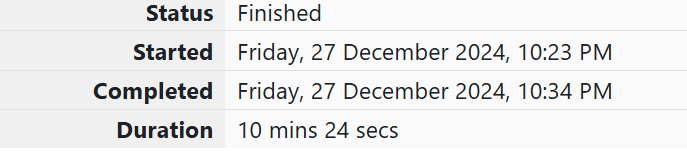 Status Finished
Started Friday, 27 December 2024, 10:23 PM
Completed Friday, 27 December 2024, 10:34 PM
Duration 10 mins 24 secs